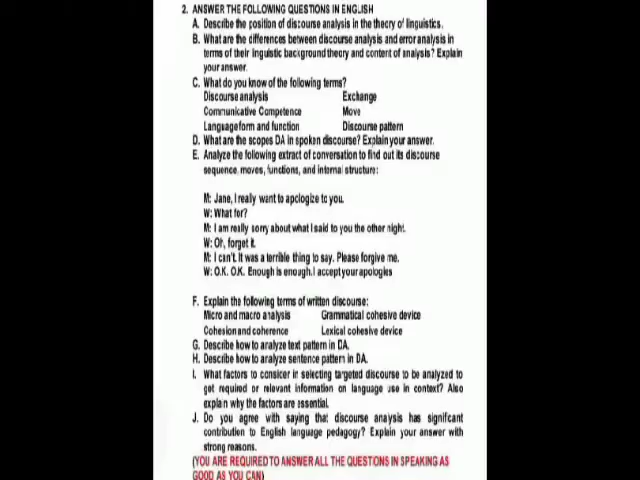 2. ANSWER THE FOLLOWING QUESTIONS IN ENGLISH
A. Describe the position of discourse analysis in the theory of linguistics.
B. What are the differences between discourse analysis and error analysis in
terms of their linguistic background theory and content of analysis? Explain
your answer.
C. What do you know of the following terms?
Discourse analysis Exchange
Communicative Competence Move
Language form and function Discourse pattern
D. What are the scopes DA in spoken discourse? Explain your answer.
E. Analyze the following extract of conversation to find out its discourse
sequence, moves, functions, and internal structure:
M: Jane, I really want to apologize to you.
W: What for?
M: I am really sorry about what I said to you the other night.
W: Oh, forget it.
M: I can't. It was a terrible thing to say. Please forgive me.
W: O.K. O.K. Enough is enough. I accept your apologies
F. Explain the following terms of written discourse:
Micro and macro analysis Grammatical cohesive device
Cohesion and coherence Lexical cohesive device
G. Describe how to analyze text pattern in DA.
H. Describe how to analyze sentence pattern in DA.
I. What factors to consider in selecting targeted discourse to be analyzed to
get required or relevant information on language use in context? Also
explain why the factors are essential.
J. Do you agree with saying that discourse analysis has significant
contribution to English language pedagogy? Explain your answer with
strong reasons.
(YOU ARE REQUIRED TO ANSWER ALL THE QUESTIONS IN SPEAKING AS
GOOD AS YOU CAN)